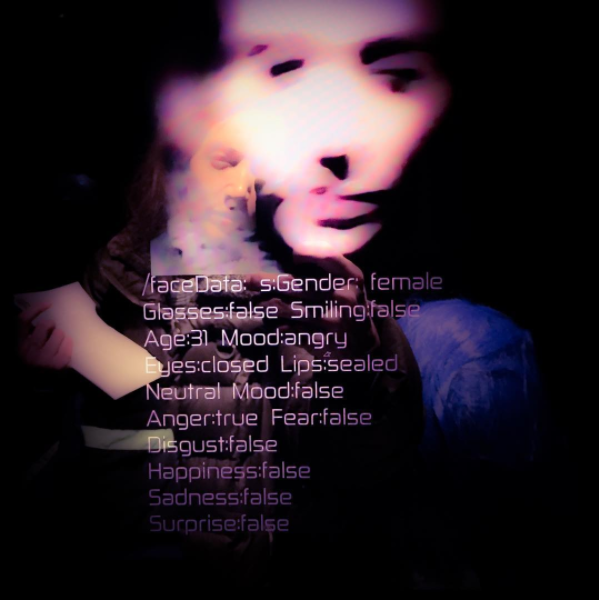 /faceData: s:Gender: female
Glasses:false Smiling:false
Age:31 Mood:angry
Eyes:closed Lips:sealed
Neutral Mood:false
Anger:true Fear:false
Disgust:false
Happiness:false
Sadness:false
Surprise:false